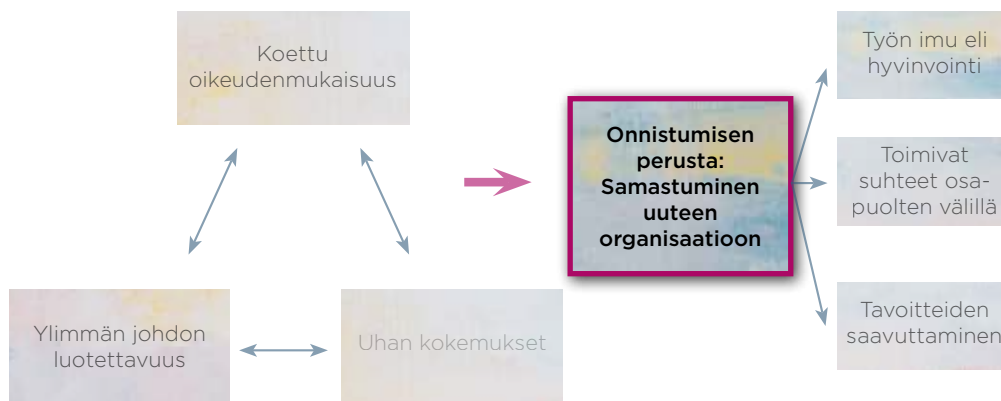 Koettu
oikeudenmukaisuus
Ylimmän johdon
luotettavuus
Uhan kokemukset
Onnistumisen
perusta:
Samastuminen
uuteen
organisaatioon
Työn imu eli
hyvinvointi
Toimivat
suhteet osa-
puolten välillä
Tavoitteiden
saavuttaminen